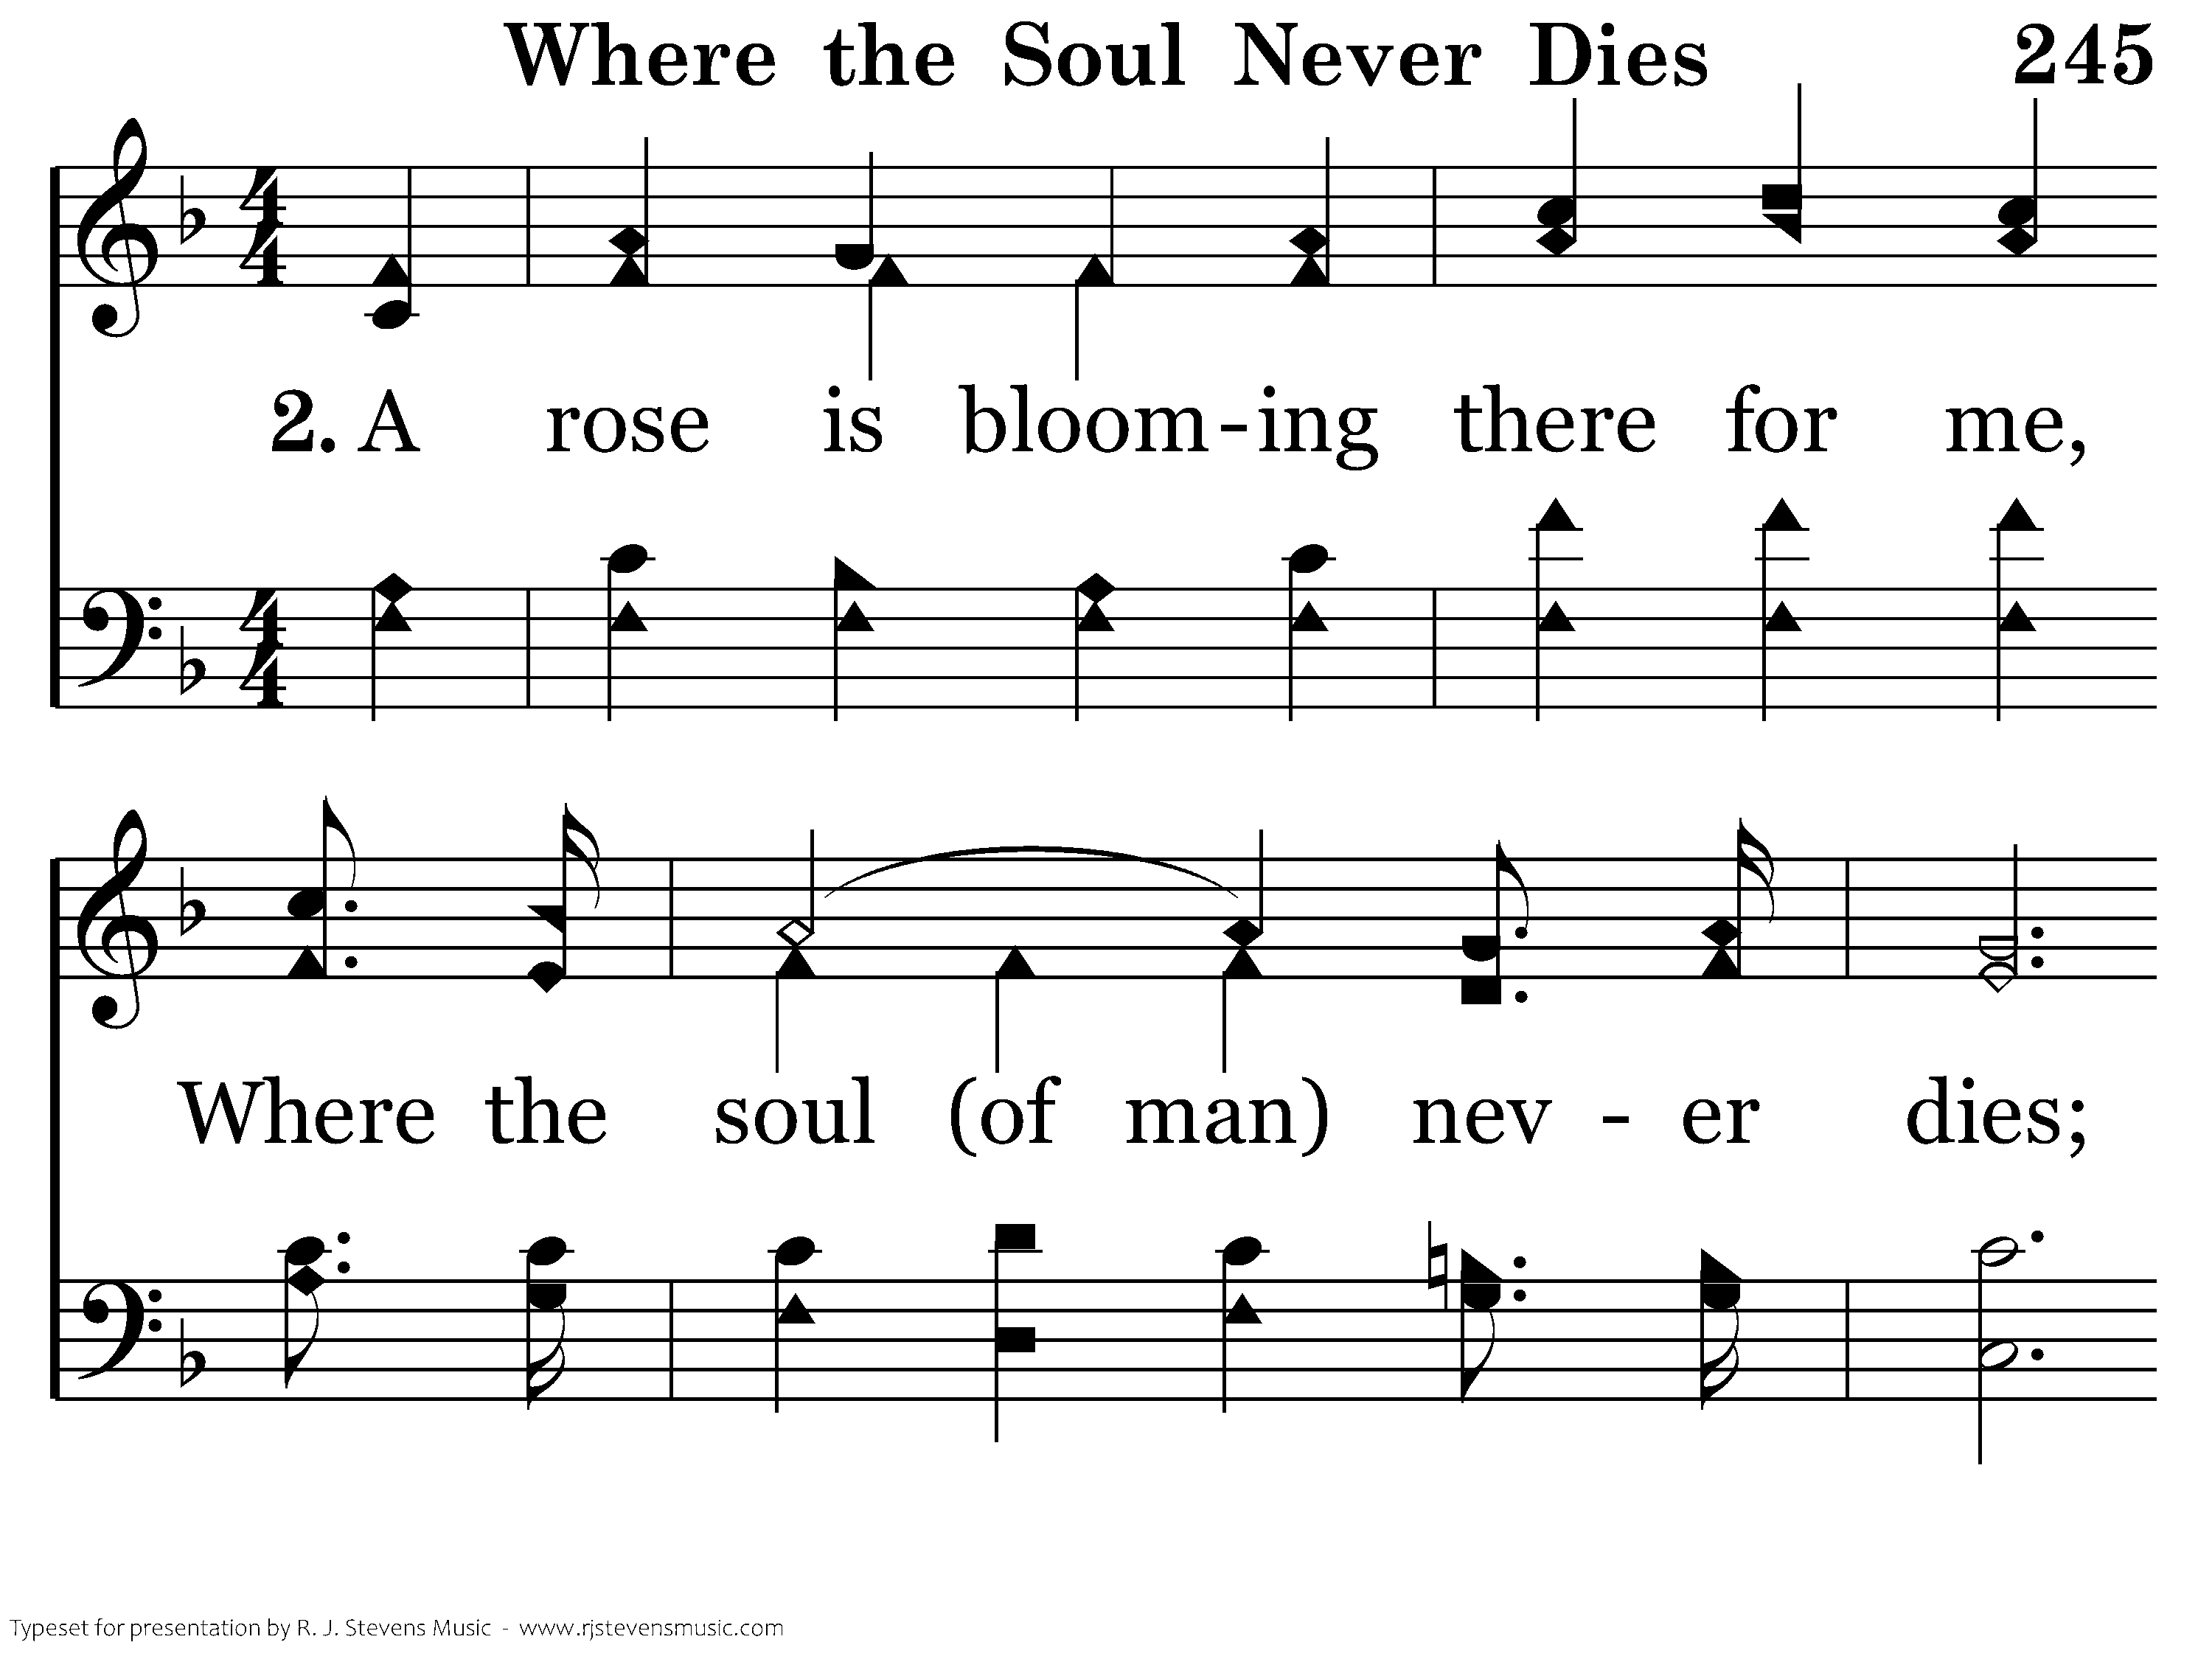 Where the Soul Never Dies 245
2. A rose is bloom-ing there for me,
Where the soul (of man) nev - er dies;
Typeset for presentation by R. J. Stevens Music - www.rjstevensmusic.com